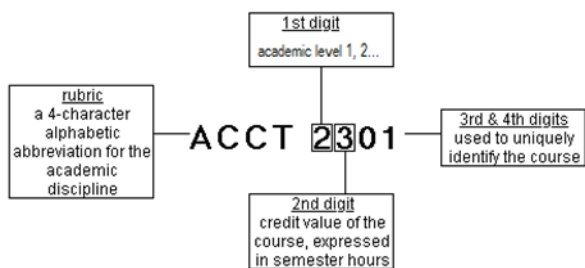 1st digit
academic level 1, 2...
rubric
a 4-character
alphabetic
abbreviation for the
academic
discipline
ACCT 2301
3rd & 4th digits
used to uniquely
identify the course
2nd digit
credit value of the
course, expressed
in semester hours